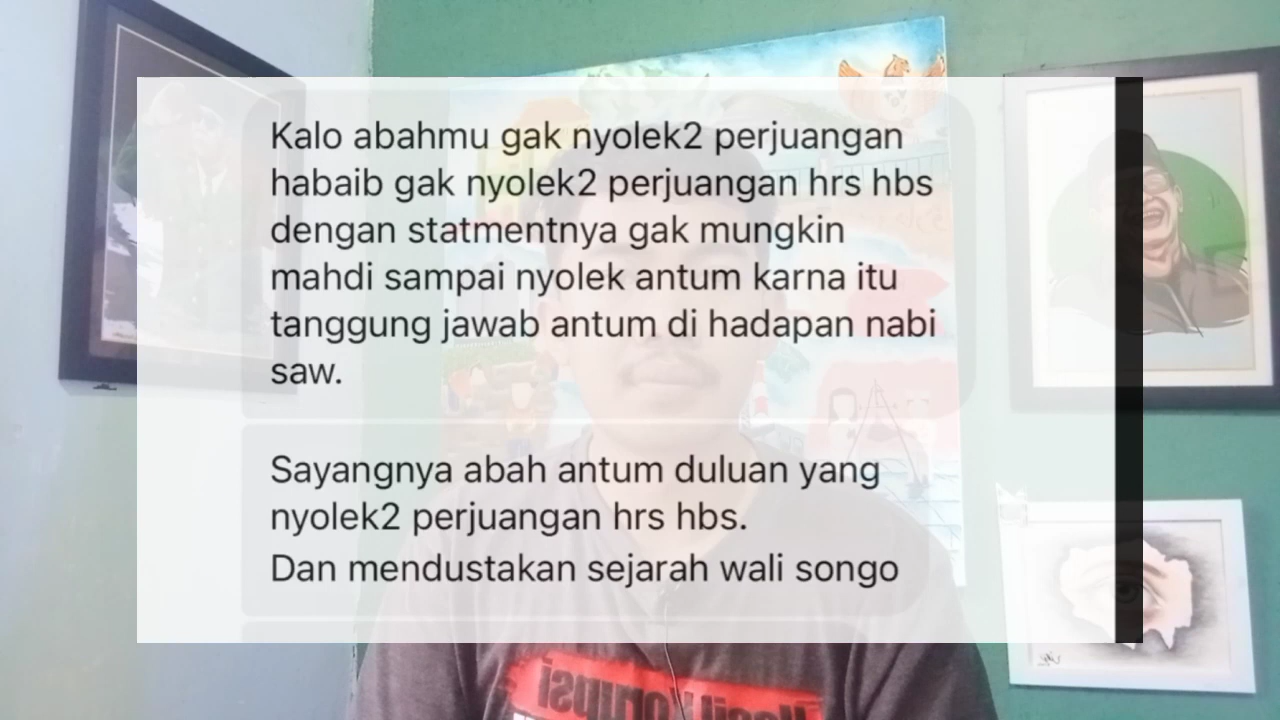 Kalo abahmu gak nyolek2 perjuangan
habaib gak nyolek2 perjuangan hrs hbs
dengan statmentnya gak mungkin
mahdi sampai nyolek antum karna itu
tanggung jawab antum di hadapan nabi
saw.
Sayangnya abah antum duluan yang
nyolek2 perjuangan hrs hbs.
Dan mendustakan sejarah wali songo
Hasil Korupsi